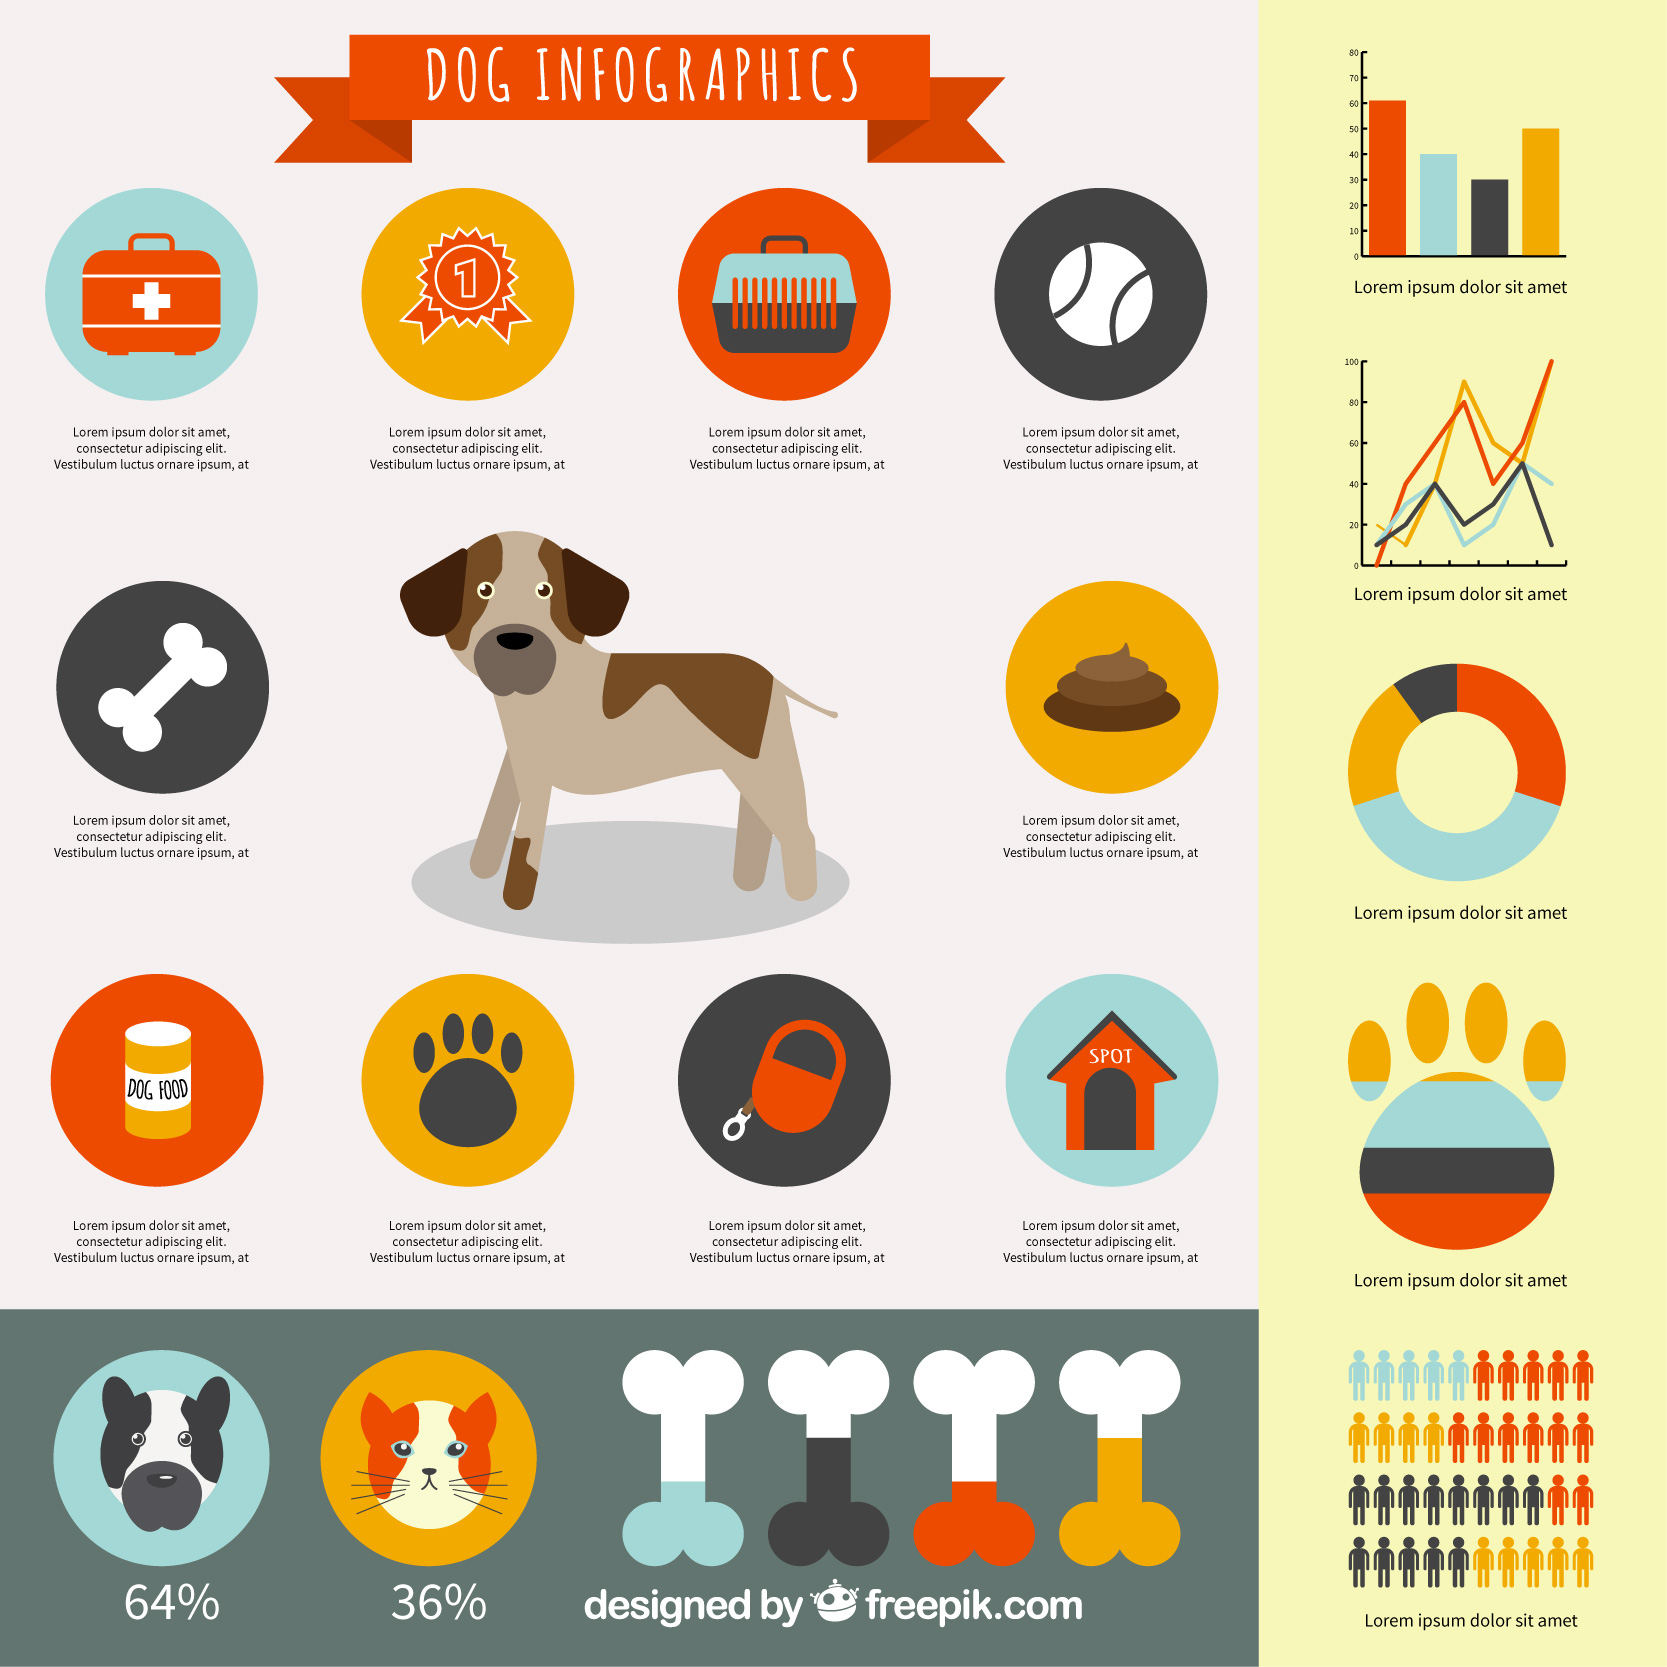 DOG INFOGRAPHICS
1
Lorem ipsum dolor sit amet,
consectetur adipiscing elit.
Vestibulum luctus ornare ipsum, at
Lorem ipsum dolor sit amet,
consectetur adipiscing elit.
Vestibulum luctus ornare ipsum, at
Lorem ipsum dolor sit amet,
consectetur adipiscing elit.
Vestibulum luctus ornare ipsum, at
Lorem ipsum dolor sit amet,
consectetur adipiscing elit.
Vestibulum luctus ornare ipsum, at
Lorem ipsum dolor sit amet,
consectetur adipiscing elit.
Vestibulum luctus ornare ipsum, at
Lorem ipsum dolor sit amet,
consectetur adipiscing elit.
Vestibulum luctus ornare ipsum, at
DOG FOOD
SPOT
Lorem ipsum dolor sit amet,
consectetur adipiscing elit.
Vestibulum luctus ornare ipsum, at
Lorem ipsum dolor sit amet,
consectetur adipiscing elit.
Vestibulum luctus ornare ipsum, at
Lorem ipsum dolor sit amet,
consectetur adipiscing elit.
Vestibulum luctus ornare ipsum, at
Lorem ipsum dolor sit amet,
consectetur adipiscing elit.
Vestibulum luctus ornare ipsum, at
64%
36%
designed by freepik.com
80
70
60
50
40
30
20
10
0
Lorem ipsum dolor sit amet
100
80
60
40
20
0
Lorem ipsum dolor sit amet
Lorem ipsum dolor sit amet
Lorem ipsum dolor sit amet
Lorem ipsum dolor sit amet